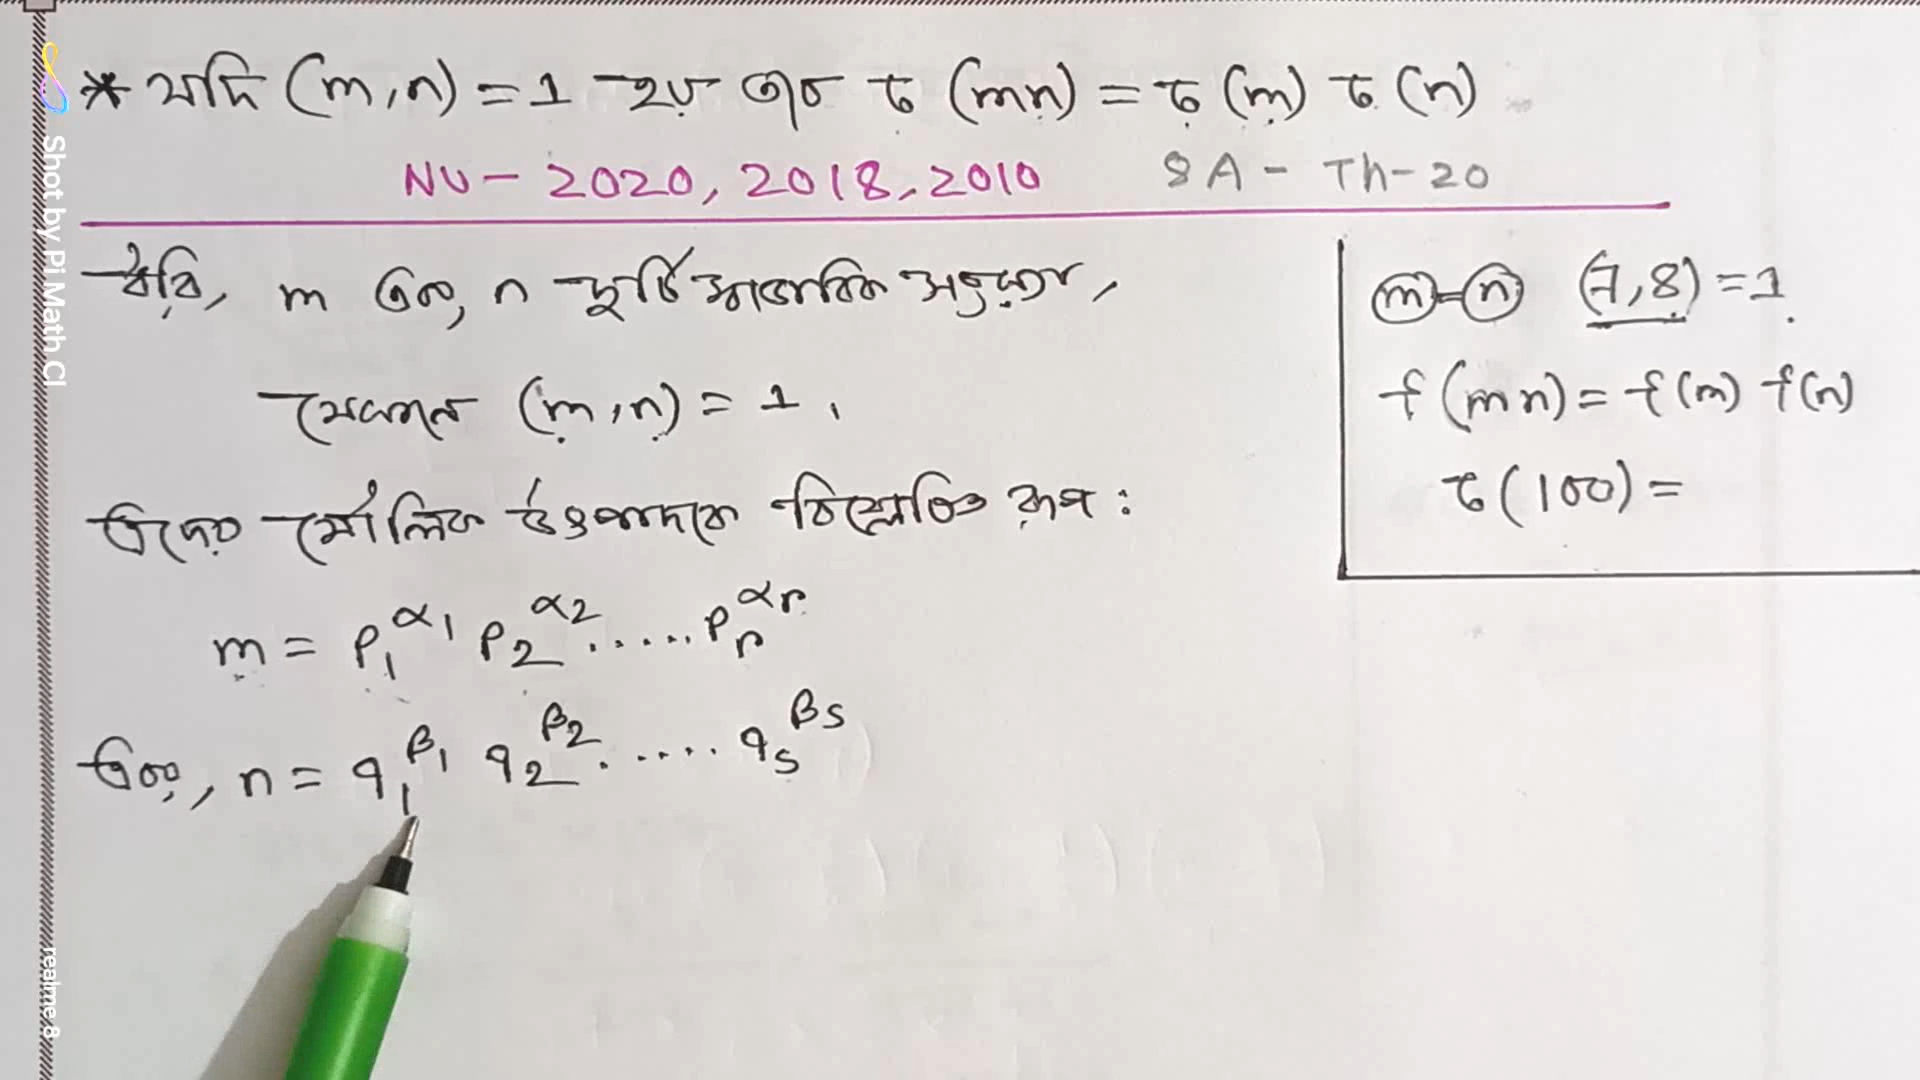 * যদি (m,n) = 1 হয় তবে τ (mn) = τ (m) τ (n)
NU - 2020, 2018, 2010 SA - Th-20
ধরি, m এবং, n দুটি স্বাভাবিক সংখ্যা,
যেখানে (m,n) = 1,
এদের মৌলিক উৎপাদকে বিশ্লেষিত রূপ :
m = p₁^α₁ p₂^α₂ ..... pᵣ^αᵣ
এবং, n = q₁^β₁ q₂^β₂ ..... qₛ^βₛ
m - n (7,8) = 1
f (mn) = f(m) f(n)
τ (100) =
Shot by Pi Math Cl
realme 8